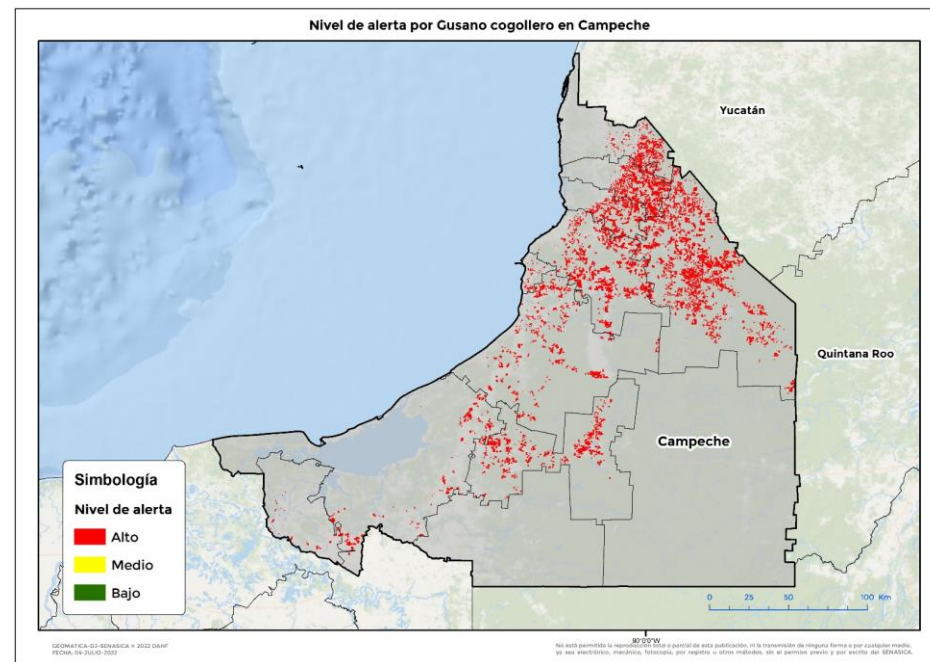 Nivel de alerta por Gusano cogollero en Campeche
Yucatán
Quintana Roo
Campeche
Simbología
Nivel de alerta
Alto
Medio
Bajo
0 25 50 100 Km
90°0'0"W
GEOMATICA-DJ-SENASICA © 2022 DAHF
FECHA: 04-JULIO-2022
No está permitida la reproducción total o parcial de esta publicación, ni la transmisión de ninguna forma o por cualquier medio,
ya sea electrónico, mecánico, fotocopia, por registro u otros métodos, sin el permiso previo y por escrito del SENASICA.